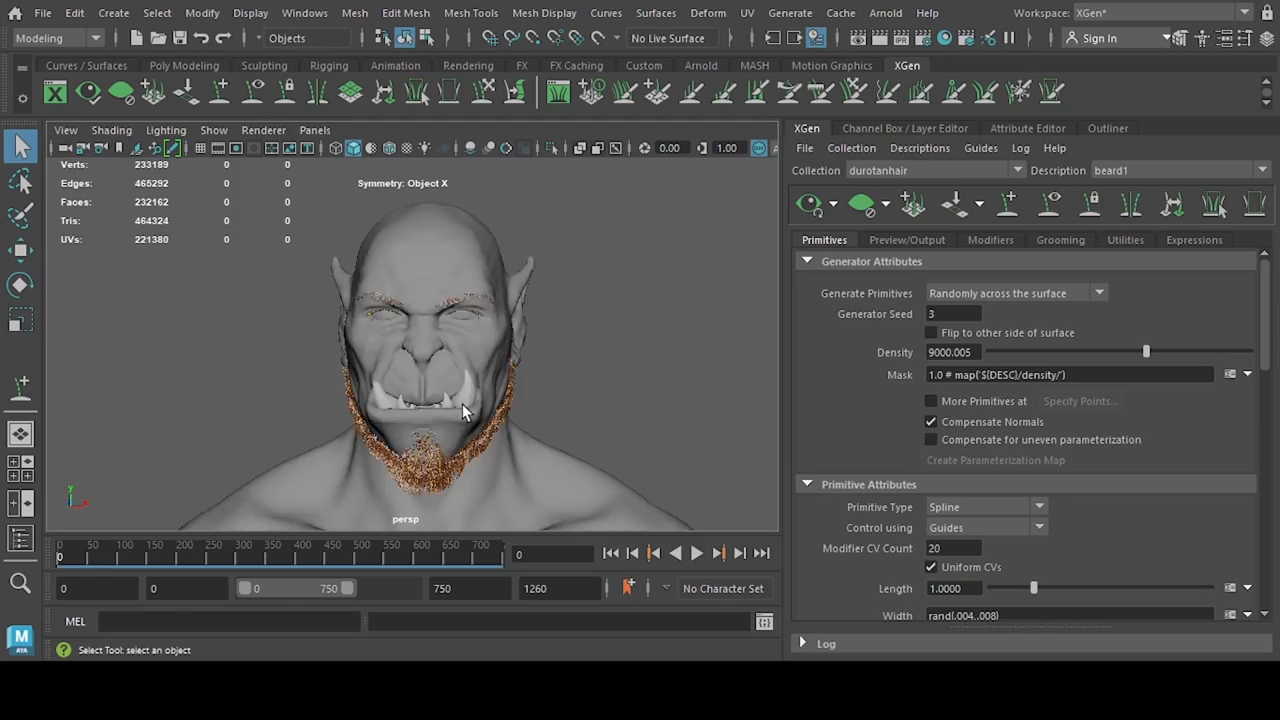 File Edit Create Select Modify Display Windows Mesh Edit Mesh Mesh Tools Mesh Display Curves Surfaces Deform UV Generate Cache Arnold Help Workspace: XGen*
Modeling Objects No Live Surface Sign In
Curves / Surfaces Poly Modeling Sculpting Rigging Animation Rendering FX FX Caching Custom Arnold MASH Motion Graphics XGen
View Shading Lighting Show Renderer Panels
0.00 1.00
Verts: 233189 0 0
Edges: 465292 0 0
Faces: 232162 0 0
Tris: 464324 0 0
UVs: 221380 0 0
Symmetry: Object X
y
x
persp
XGen Channel Box / Layer Editor Attribute Editor Outliner
File Collection Descriptions Guides Log Help
Collection durotanhair Description beard1
Primitives Preview/Output Modifiers Grooming Utilities Expressions
Generator Attributes
Generate Primitives Randomly across the surface
Generator Seed 3
Flip to other side of surface
Density 9000.005
Mask 1.0 # map('${DESC}/density/')
More Primitives at Specify Points...
Compensate Normals
Compensate for uneven parameterization
Create Parameterization Map
Primitive Attributes
Primitive Type Spline
Control using Guides
Modifier CV Count 20
Uniform CVs
Length 1.0000
Width rand(.004,.008)
Log
0 50 100 150 200 250 300 350 400 450 500 550 600 650 700
0 0
0 0 0 750 750 1260 No Character Set
MEL
M
AYA
Select Tool: select an object